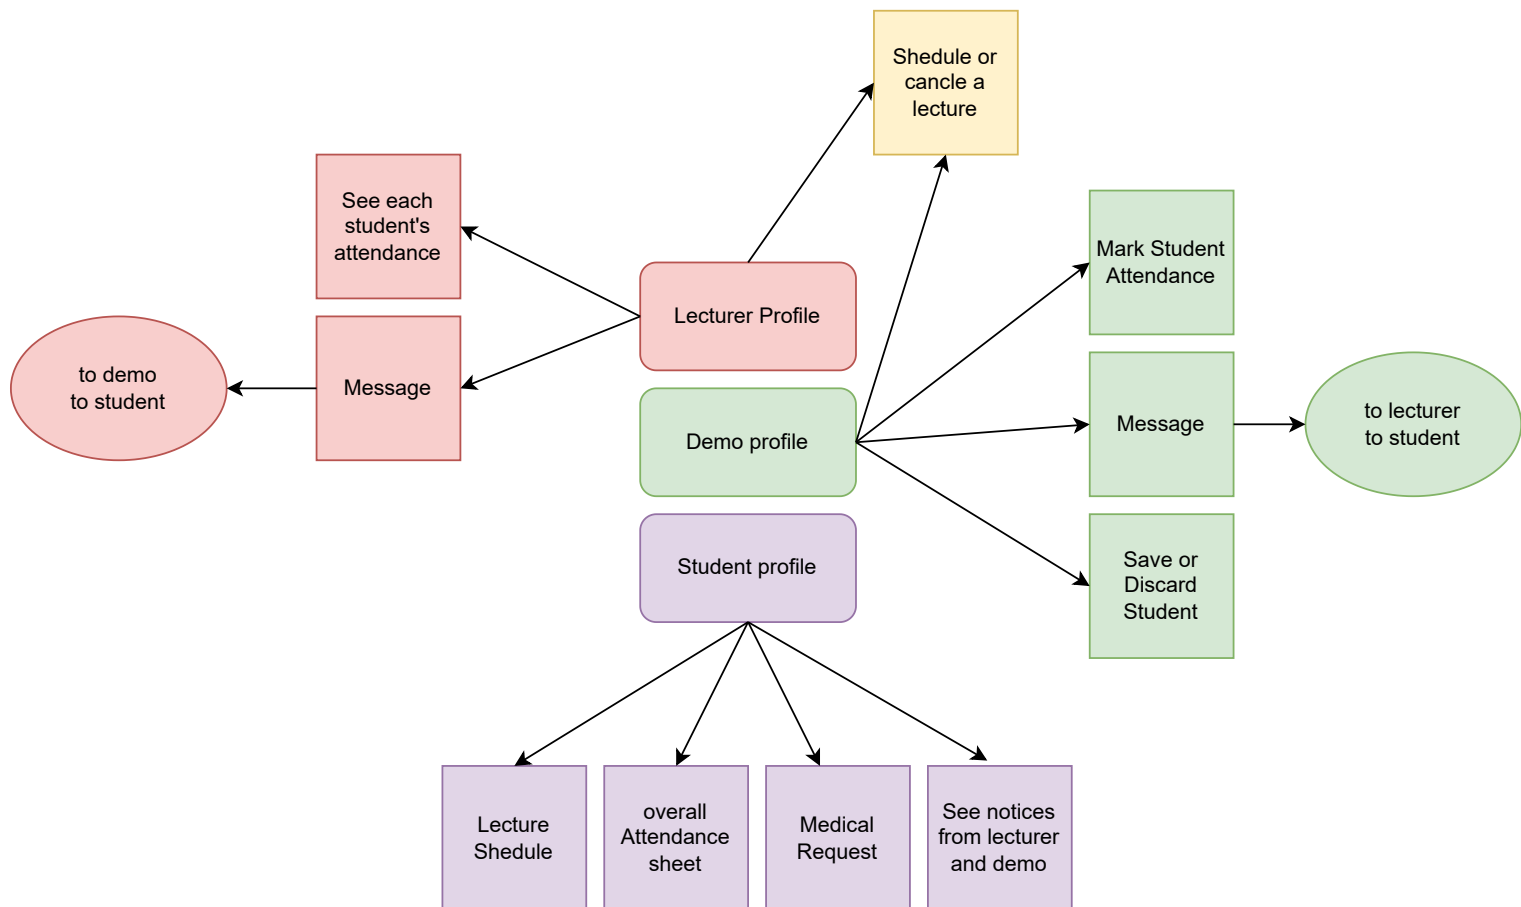 Shedule or
cancle a
lecture
See each
student's
attendance
Mark Student
Attendance
Lecturer Profile
to demo
to student
Message
Demo profile
Message
to lecturer
to student
Student profile
Save or
Discard
Student
Lecture
Shedule
overall
Attendance
sheet
Medical
Request
See notices
from lecturer
and demo